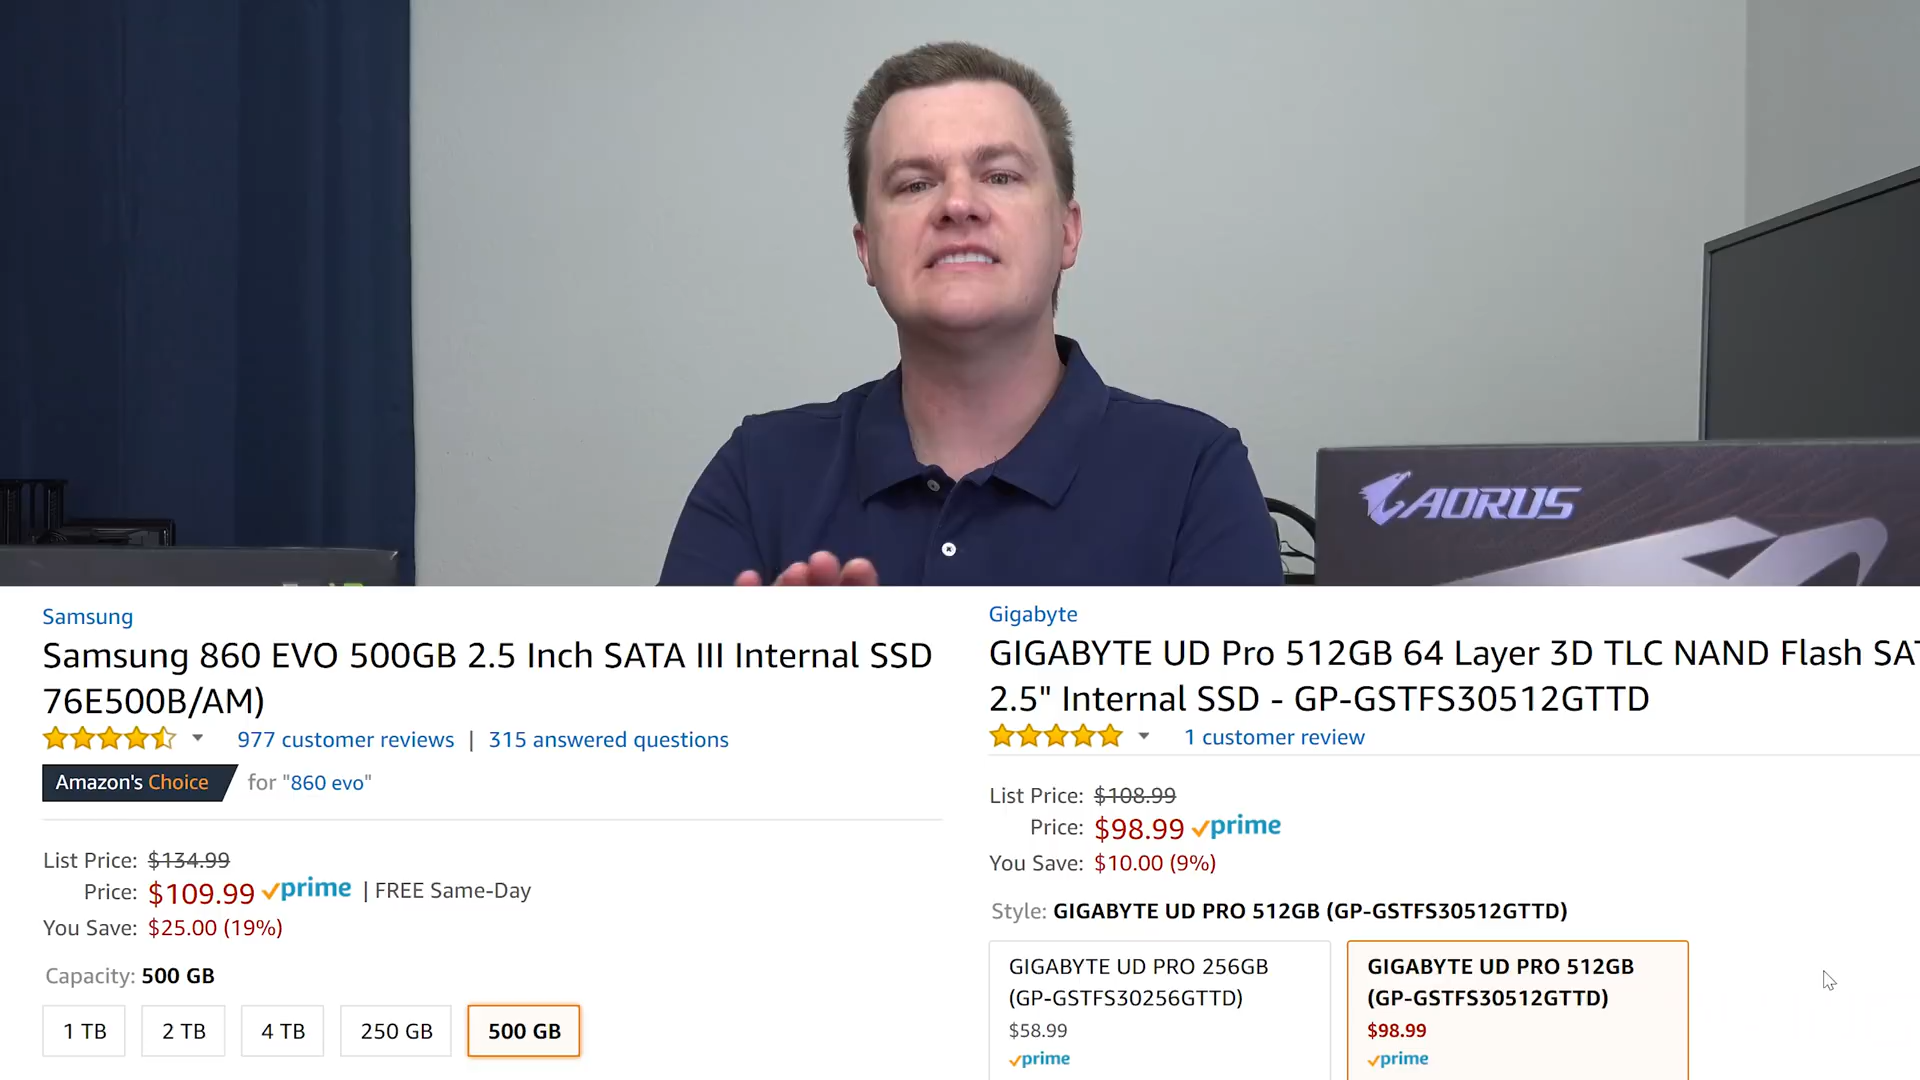 AORUS
Samsung
Samsung 860 EVO 500GB 2.5 Inch SATA III Internal SSD
76E500B/AM)
977 customer reviews | 315 answered questions
Amazon's Choice for "860 evo"
List Price: $134.99
Price: $109.99 prime | FREE Same-Day
You Save: $25.00 (19%)
Capacity: 500 GB
1 TB 2 TB 4 TB 250 GB 500 GB
Gigabyte
GIGABYTE UD Pro 512GB 64 Layer 3D TLC NAND Flash SAT
2.5" Internal SSD - GP-GSTFS30512GTTD
1 customer review
List Price: $108.99
Price: $98.99 prime
You Save: $10.00 (9%)
Style: GIGABYTE UD PRO 512GB (GP-GSTFS30512GTTD)
GIGABYTE UD PRO 256GB
(GP-GSTFS30256GTTD)
$58.99
prime
GIGABYTE UD PRO 512GB
(GP-GSTFS30512GTTD)
$98.99
prime